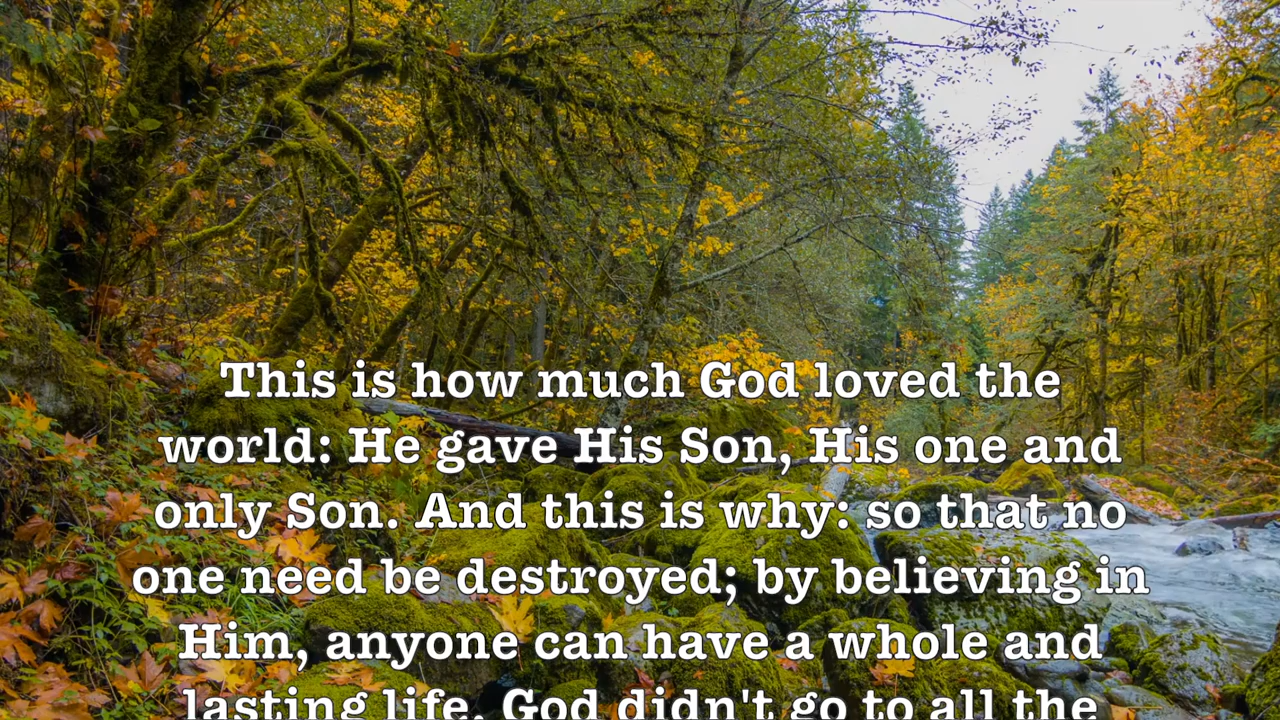 This is how much God loved the
world: He gave His Son, His one and
only Son. And this is why: so that no
one need be destroyed; by believing in
Him, anyone can have a whole and
lasting life. God didn't go to all the